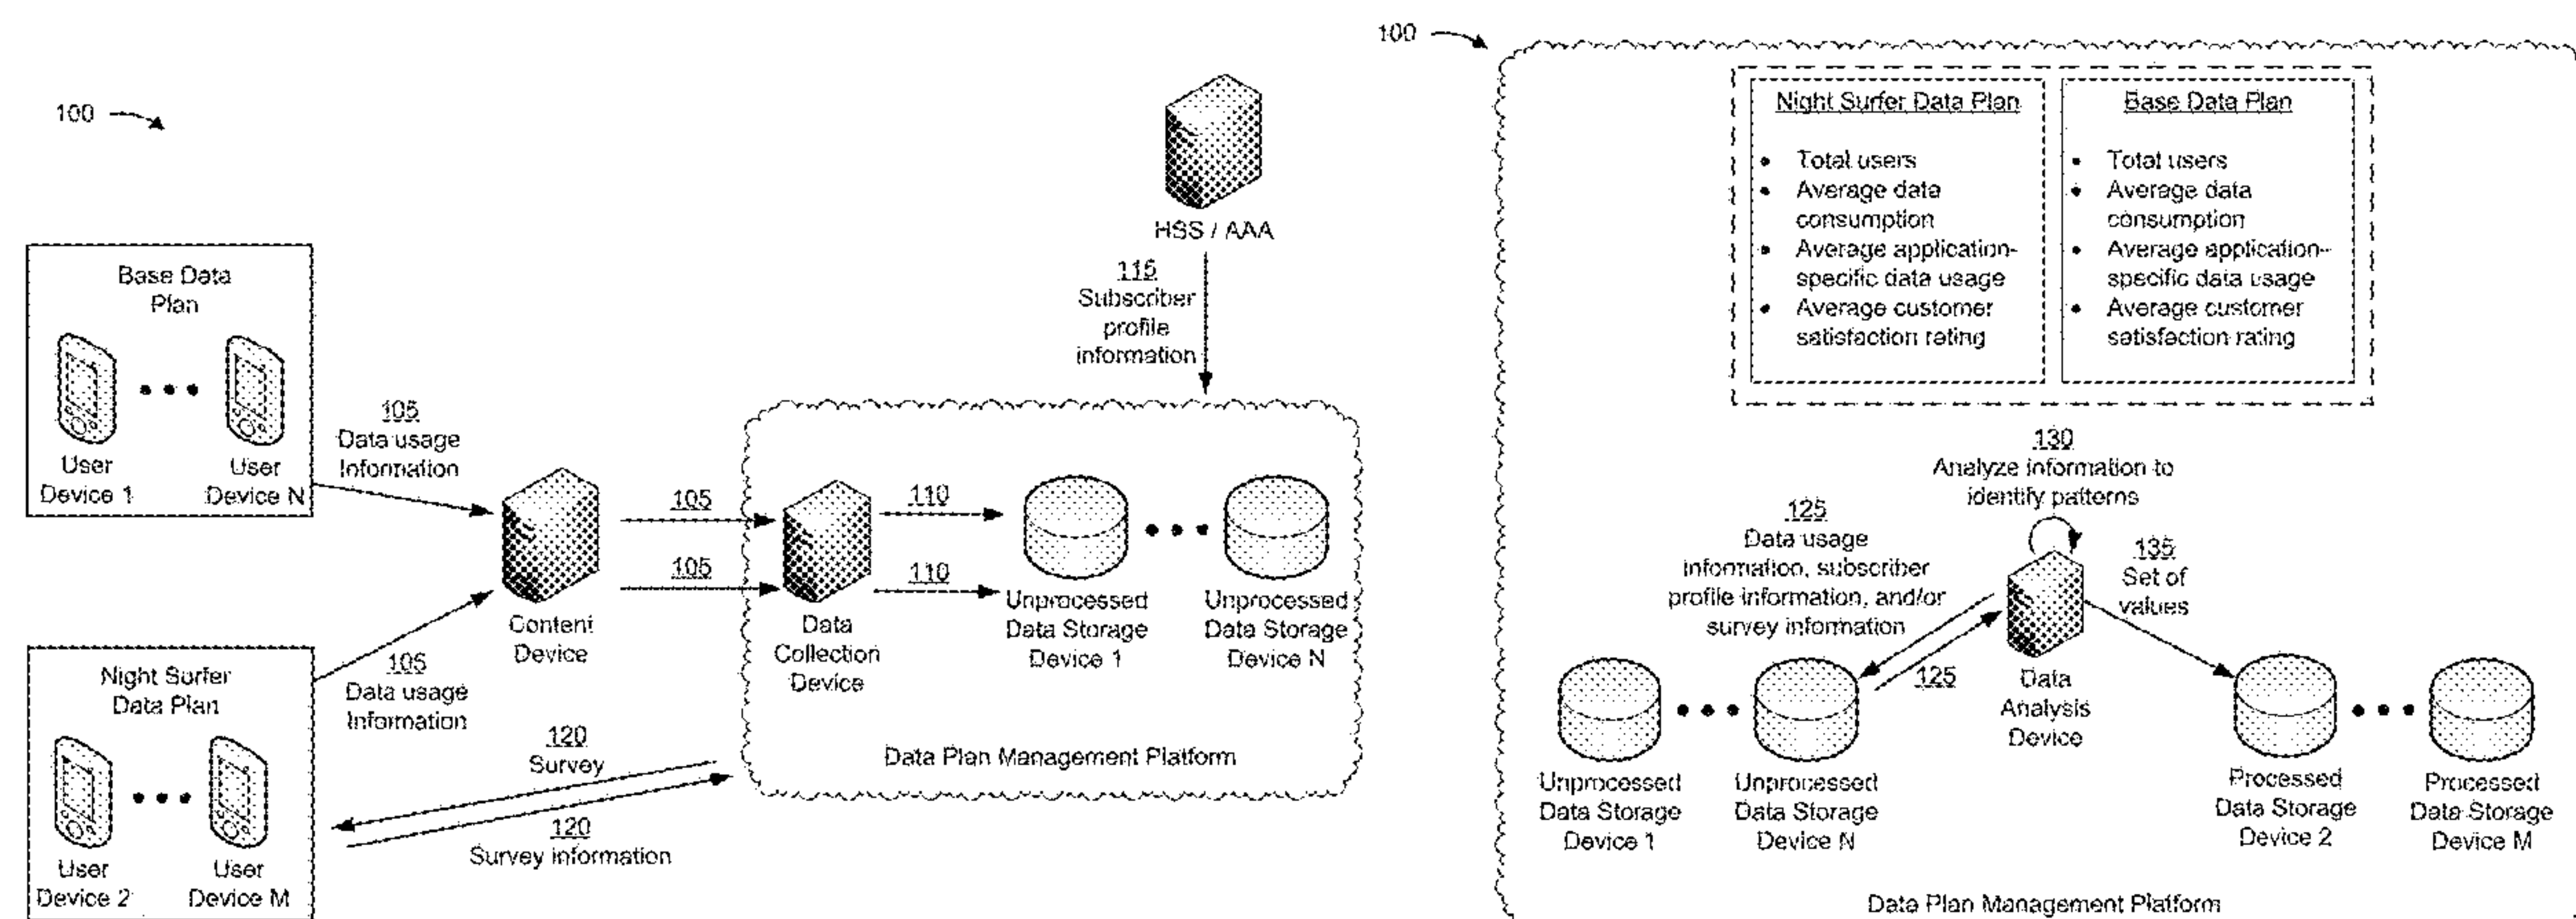 100
Base Data
Plan
User
Device 1
User
Device N
105
Data usage
Information
Night Surfer
Data Plan
User
Device 2
User
Device M
105
Data usage
Information
Content
Device
105
105
HSS / AAA
115
Subscriber
profile
information
Data
Collection
Device
110
110
Unprocessed
Data Storage
Device 1
Unprocessed
Data Storage
Device N
Data Plan Management Platform
120
Survey
120
Survey information
100
Night Surfer Data Plan
• Total users
• Average data
consumption
• Average application-
specific data usage
• Average customer
satisfaction rating
Base Data Plan
• Total users
• Average data
consumption
• Average application-
specific data usage
• Average customer
satisfaction rating
130
Analyze information to
identify patterns
125
Data usage
information, subscriber
profile information, and/or
survey information
125
135
Set of
values
Data
Analysis
Device
Unprocessed
Data Storage
Device 1
Unprocessed
Data Storage
Device N
Processed
Data Storage
Device 2
Processed
Data Storage
Device M
Data Plan Management Platform